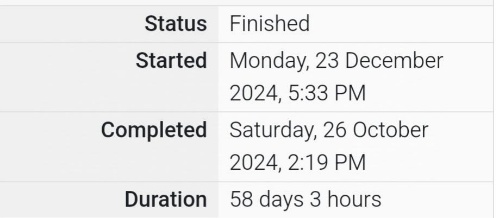 Status Finished
Started Monday, 23 December
2024, 5:33 PM
Completed Saturday, 26 October
2024, 2:19 PM
Duration 58 days 3 hours